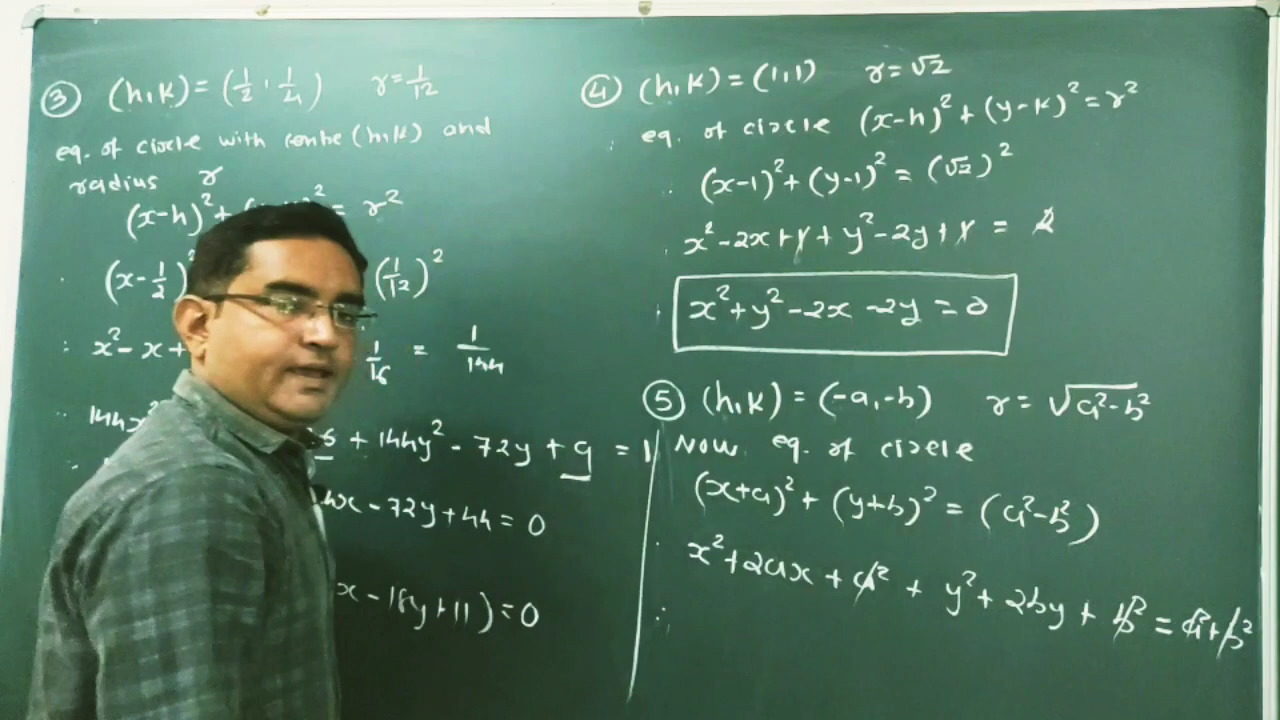 ③ (h,k) = (1/2, 1/4) r = 1/12
eq. of circle with centre (h,k) and
radius r
(x-h)² + ² = r²
(x - 1/2)² (1/12)²
∴ x² - x + 1/16 = 1/144
∴ 144x² + 144y² - 72y + 9 = 1
- 72y + 44 = 0
x - 18y + 11) = 0
④ (h,k) = (1,1) r = √2
eq. of circle (x-h)² + (y-k)² = r²
∴ (x-1)² + (y-1)² = (√2)²
∴ x² - 2x + 1 + y² - 2y + 1 = 2
∴ x² + y² - 2x - 2y = 0
⑤ (h,k) = (-a,-b) r = √a²-b²
Now eq. of circle
(x+a)² + (y+b)² = (a²-b²)
∴ x² + 2ax + a² + y² + 2by + b² = a² + b²
∴